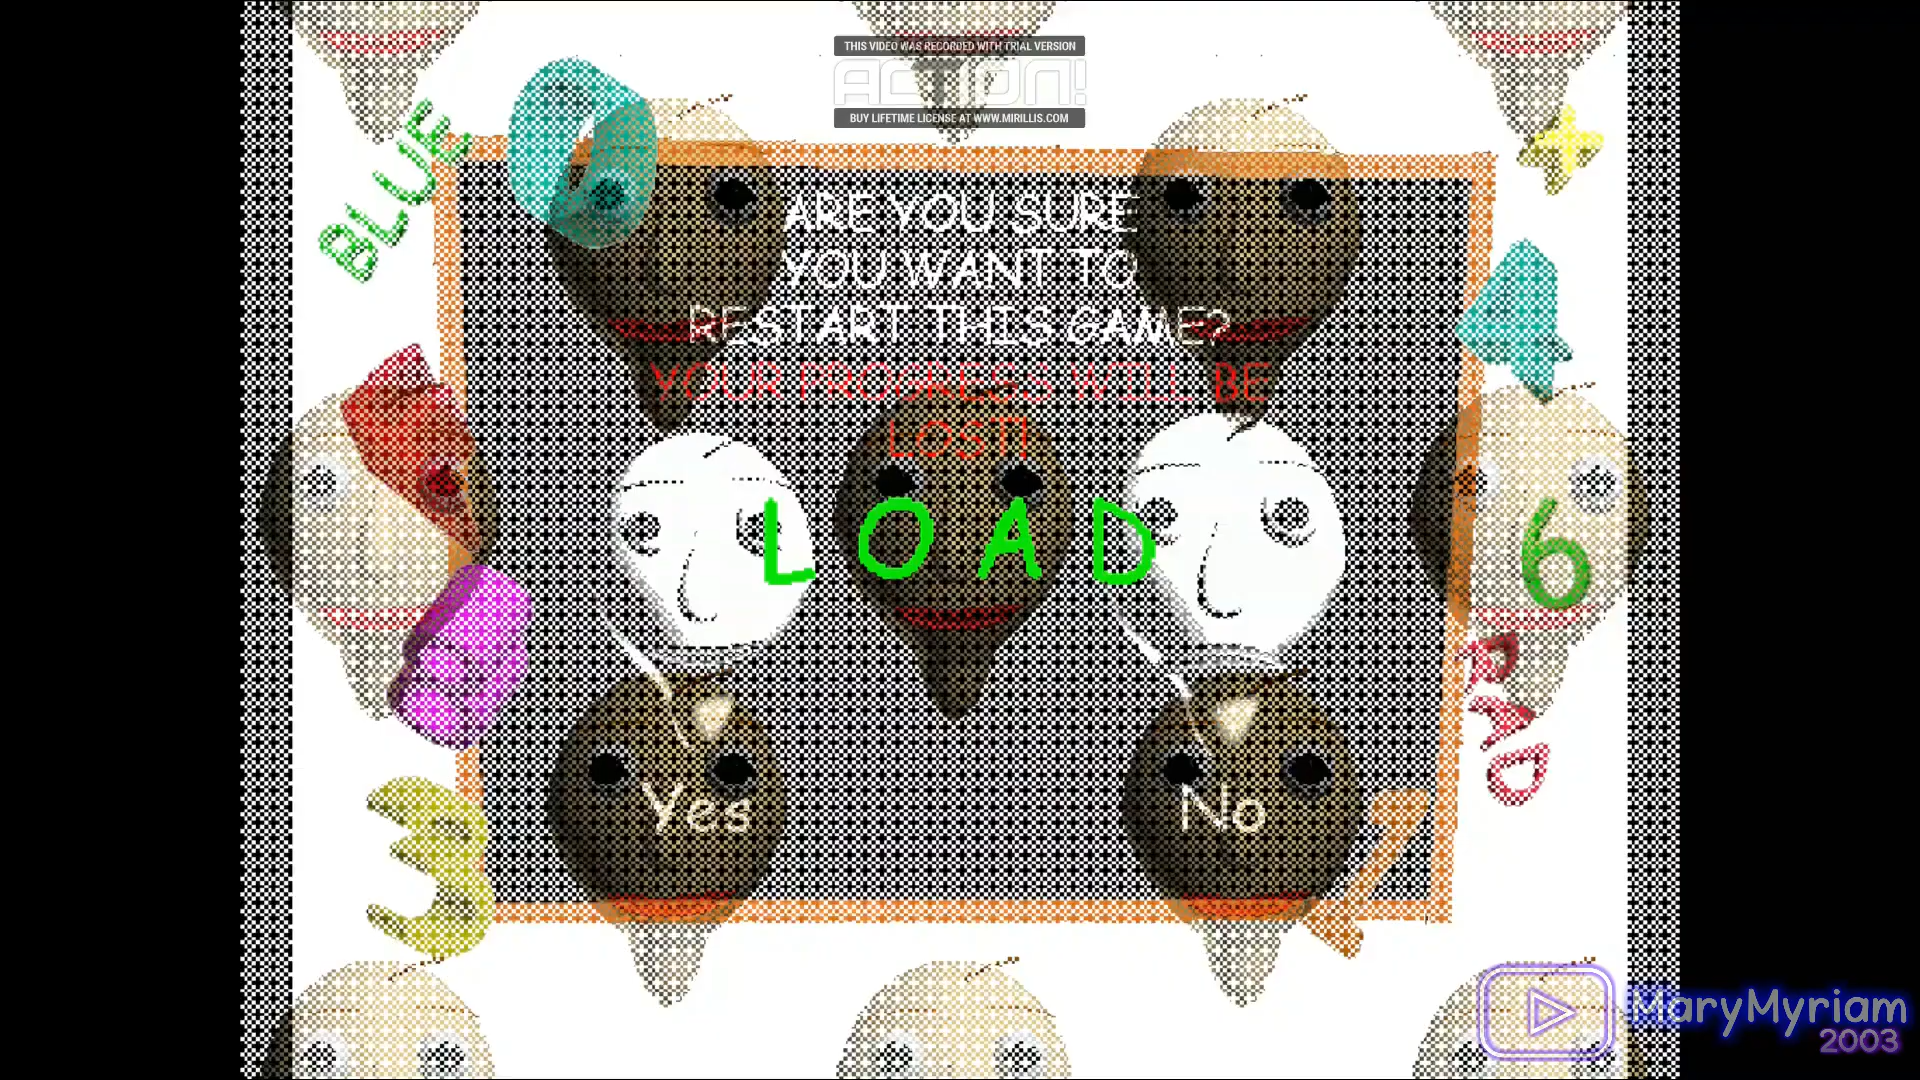 THIS VIDEO WAS RECORDED WITH TRIAL VERSION
ACTION!
BUY LIFETIME LICENSE AT WWW.MIRILLIS.COM
BLUE
ARE YOU SURE
YOU WANT TO
RESTART THIS GAME?
YOUR PROGRESS WILL BE
LOST!
LOAD
6
RAD
Yes
No
3
MaryMyriam
2003